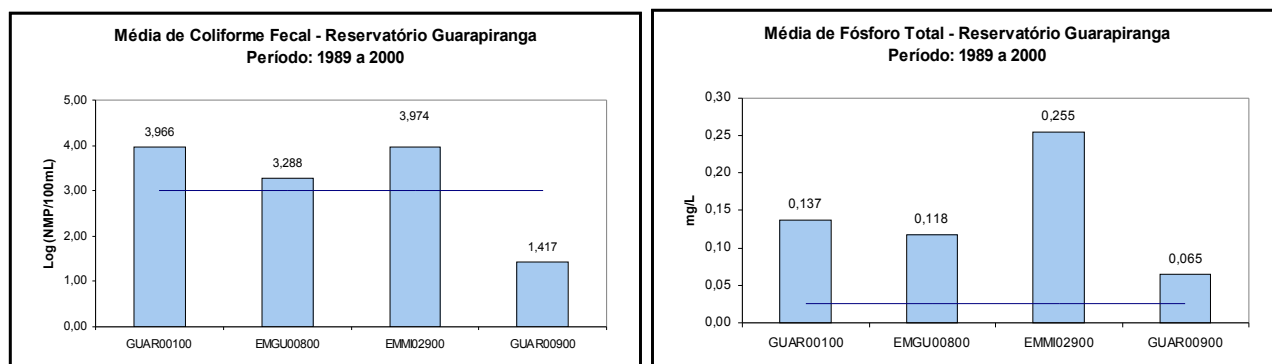 Média de Coliforme Fecal - Reservatório Guarapiranga
Período: 1989 a 2000
Log (NMP/100mL)
5,00
4,00
3,00
2,00
1,00
0,00
3,966
3,288
3,974
1,417
GUAR00100 EMGU00800 EMMI02900 GUAR00900
Média de Fósforo Total - Reservatório Guarapiranga
Período: 1989 a 2000
mg/L
0,30
0,25
0,20
0,15
0,10
0,05
0,00
0,137
0,118
0,255
0,065
GUAR00100 EMGU00800 EMMI02900 GUAR00900